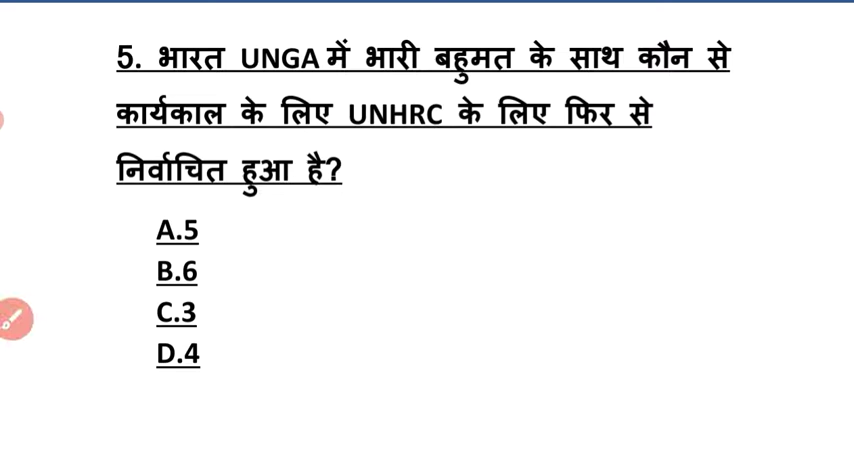 5. भारत UNGA में भारी बहुमत के साथ कौन से
कार्यकाल के लिए UNHRC के लिए फिर से
निर्वाचित हुआ है?
A.5
B.6
C.3
D.4